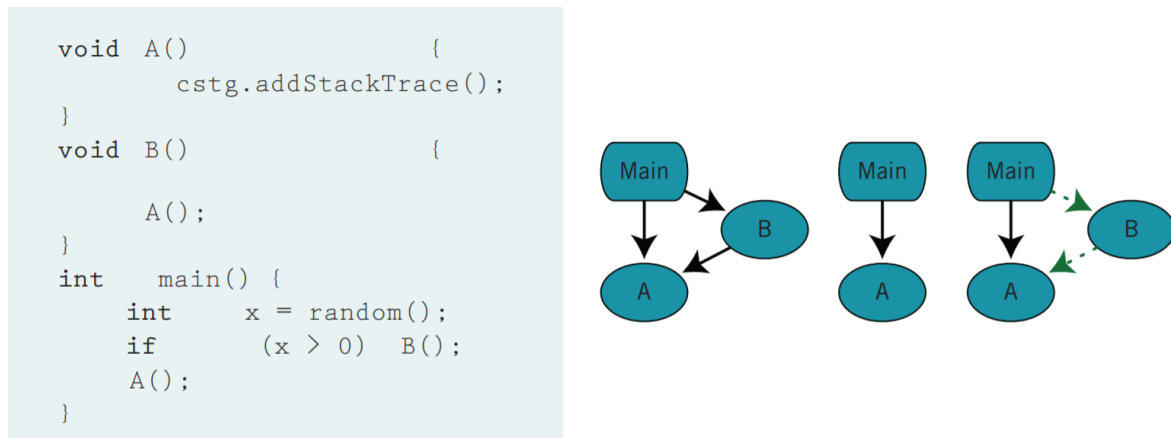 void A() {
cstg.addStackTrace();
}
void B() {
A();
}
int main() {
int x = random();
if (x > 0) B();
A();
}
Main
B
A
Main
A
Main
B
A